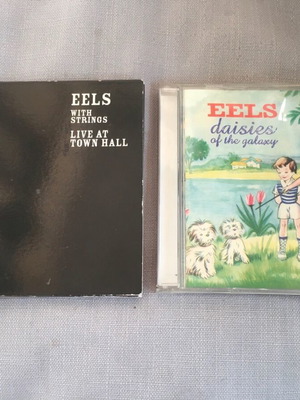 EELS
WITH
STRINGS
LIVE AT
TOWN HALL
EELS
daisies
of the galaxy